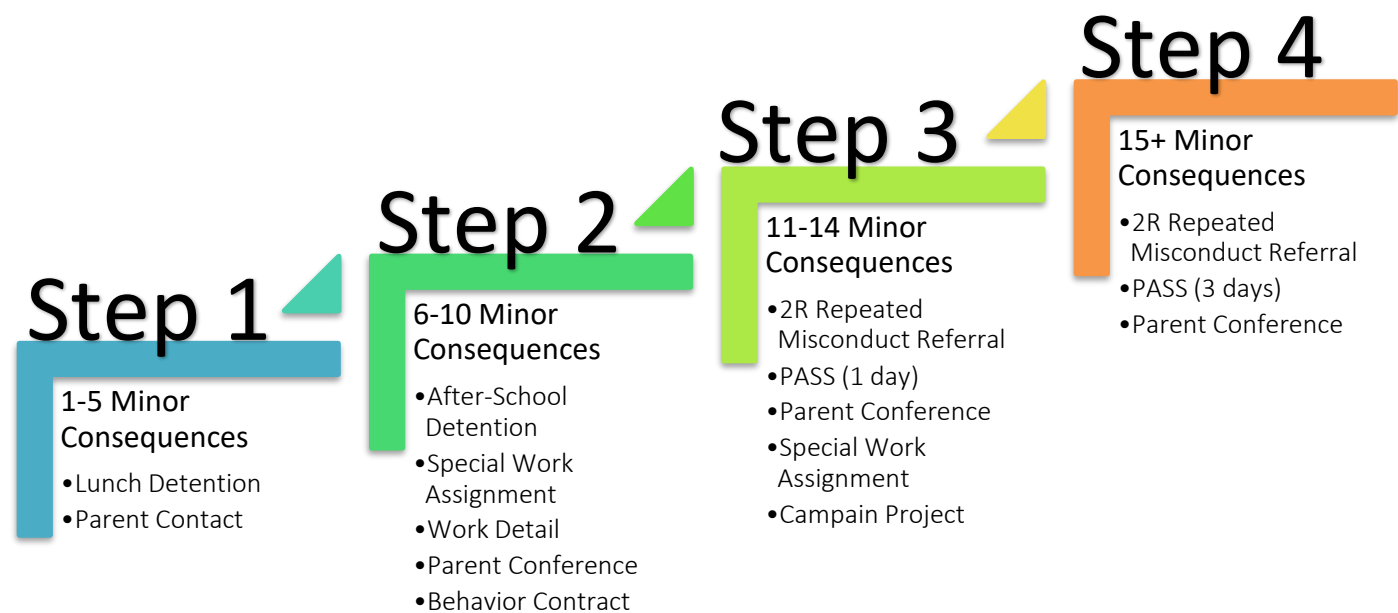 Step 1
1-5 Minor
Consequences
•Lunch Detention
•Parent Contact
Step 2
6-10 Minor
Consequences
•After-School
Detention
•Special Work
Assignment
•Work Detail
•Parent Conference
•Behavior Contract
Step 3
11-14 Minor
Consequences
•2R Repeated
Misconduct Referral
•PASS (1 day)
•Parent Conference
•Special Work
Assignment
•Campain Project
Step 4
15+ Minor
Consequences
•2R Repeated
Misconduct Referral
•PASS (3 days)
•Parent Conference